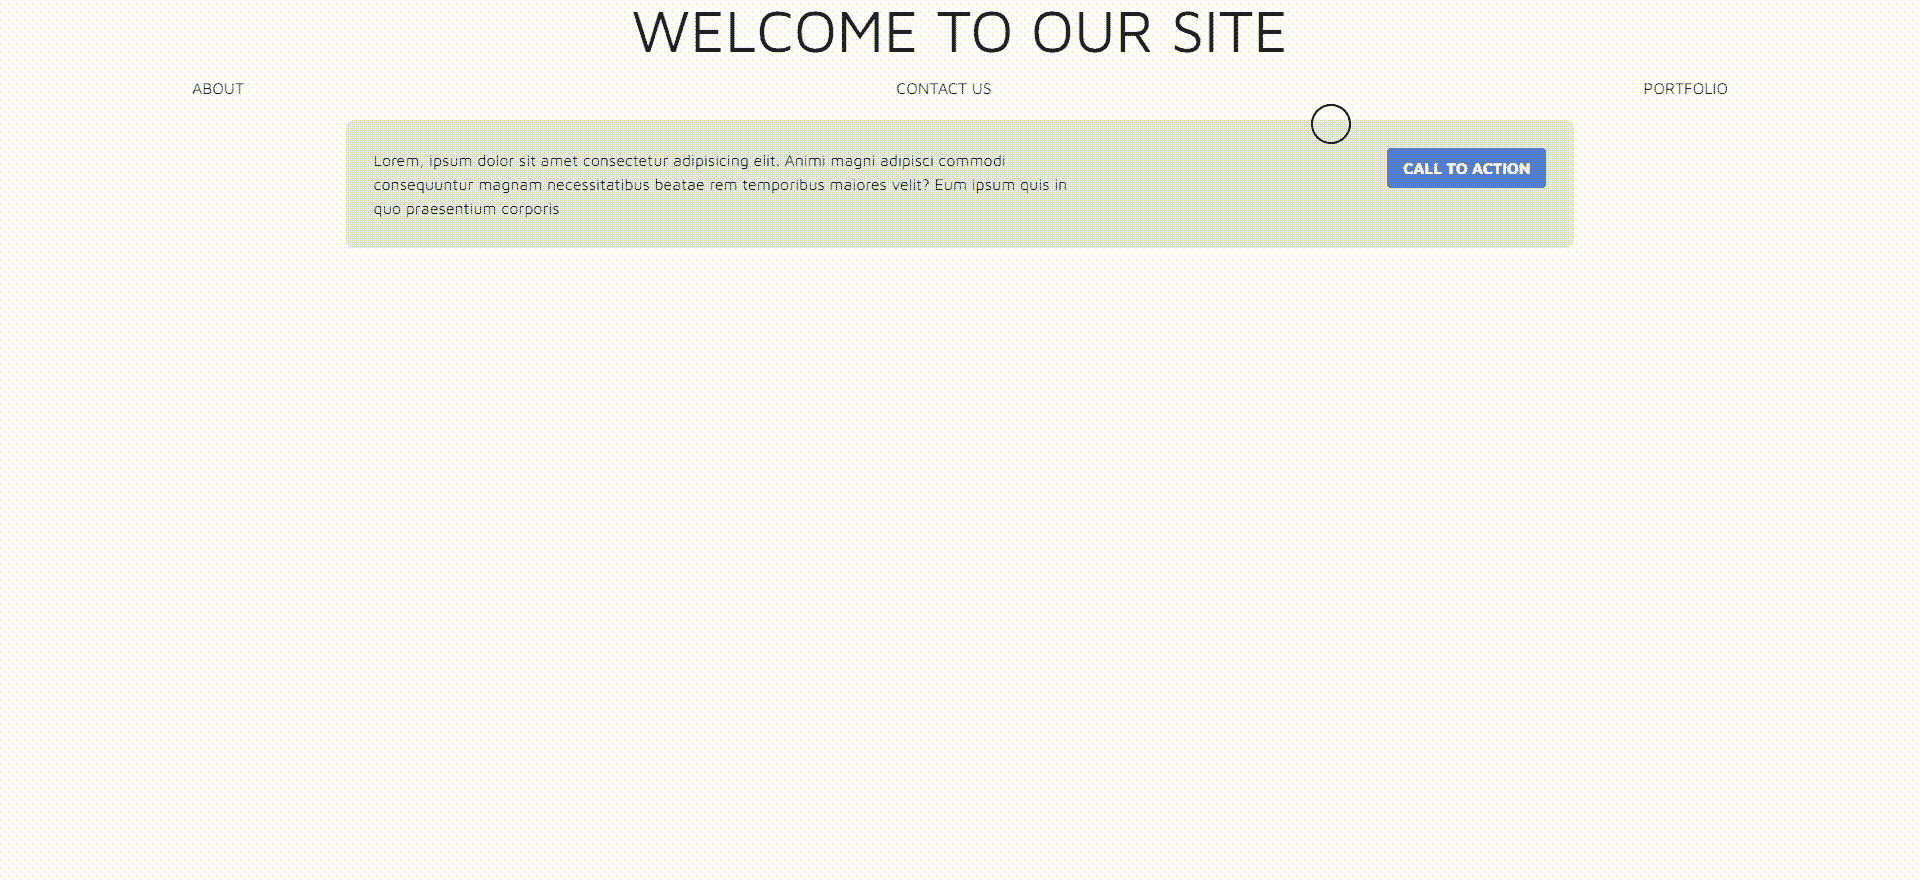 WELCOME TO OUR SITE
ABOUT
CONTACT US
PORTFOLIO
Lorem, ipsum dolor sit amet consectetur adipisicing elit. Animi magni adipisci commodi
consequuntur magnam necessitatibus beatae rem temporibus maiores velit? Eum ipsum quis in
quo praesentium corporis
CALL TO ACTION